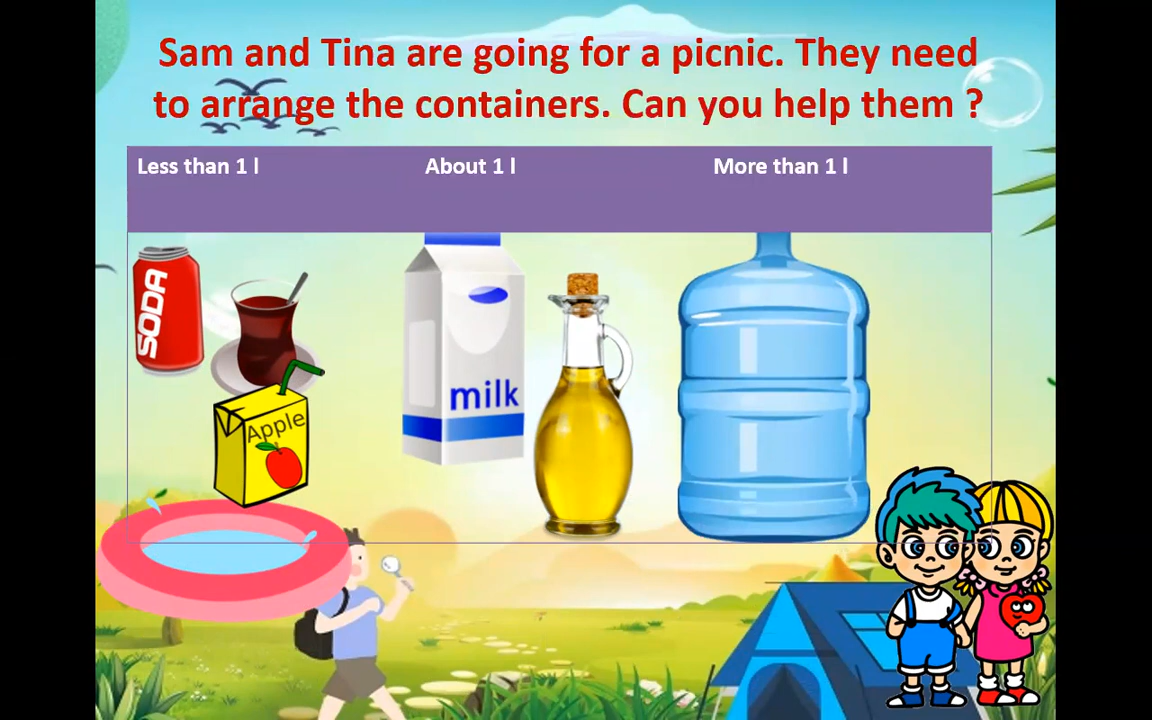 Sam and Tina are going for a picnic. They need
to arrange the containers. Can you help them ?
Less than 1 l
About 1 l
More than 1 l
SODA
milk
Apple